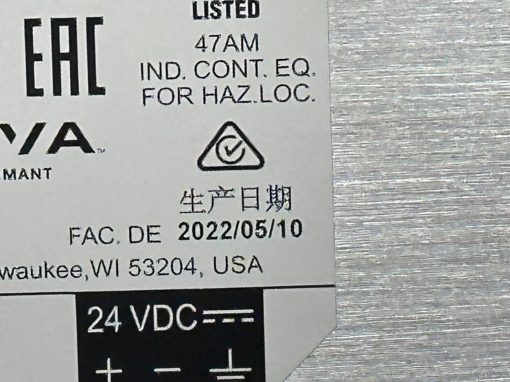 LISTED
47AM
IND. CONT. EQ.
FOR HAZ.LOC.
EAC
VA™
MANT
生产日期
FAC. DE 2022/05/10
waukee,WI 53204, USA
24 VDC⎓
+ −